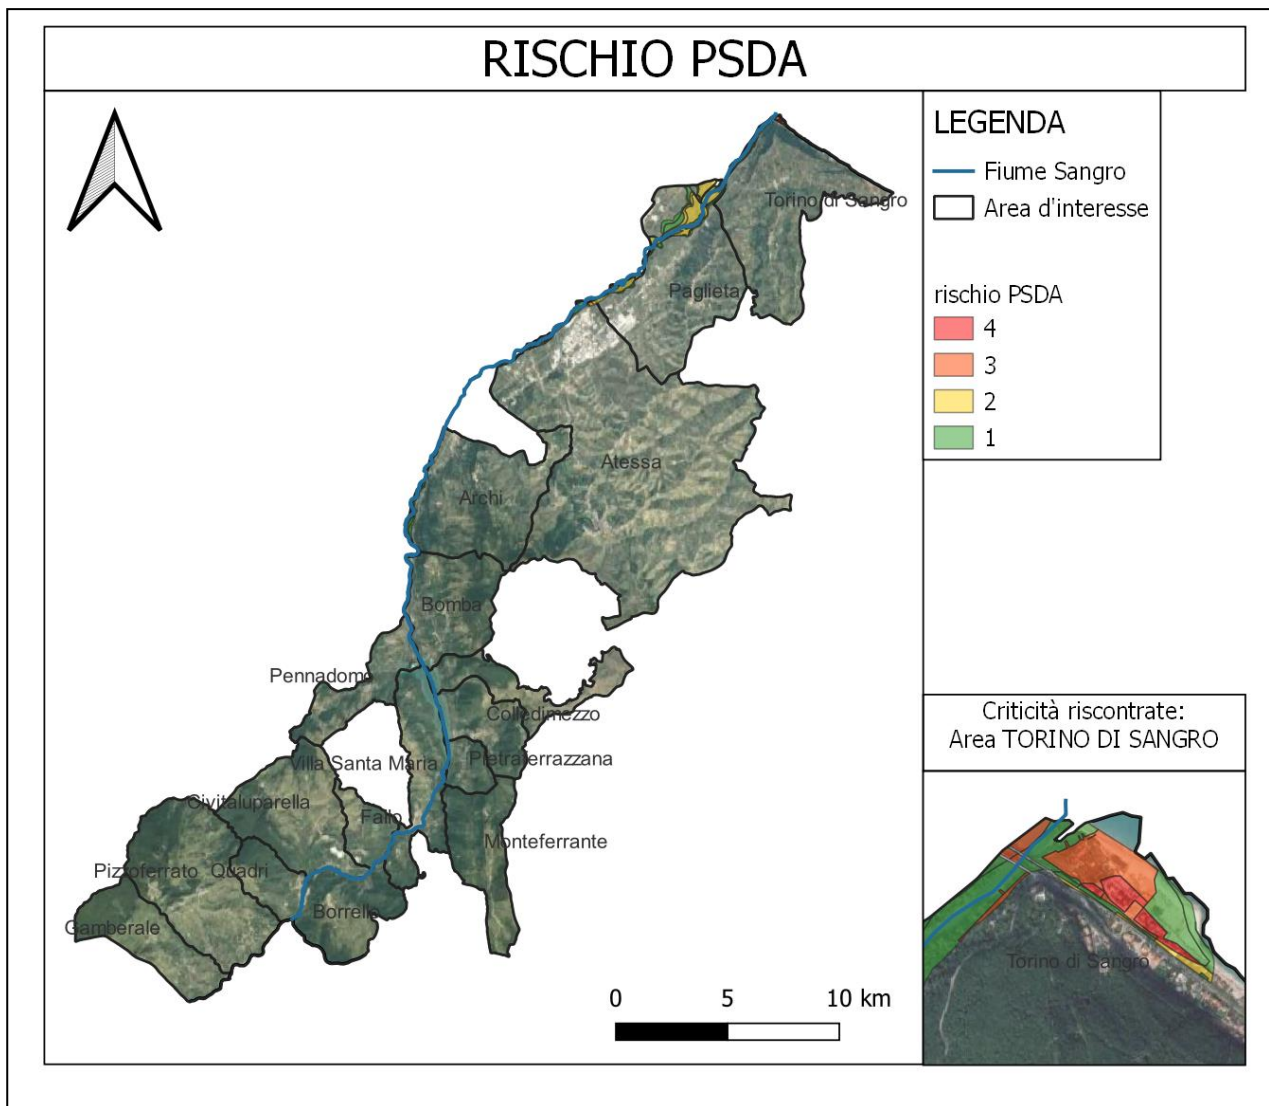 RISCHIO PSDA
LEGENDA
Fiume Sangro
Area d'interesse
rischio PSDA
4
3
2
1
Torino di Sangro
Paglieta
Atessa
Archi
Bomba
Pennadomo
Colledimezzo
Villa Santa Maria
Pietraferrazzana
Civitaluparella
Fallo
Monteferrante
Pizzoferrato
Quadri
Borrello
Gamberale
0 5 10 km
Criticità riscontrate:
Area TORINO DI SANGRO
Torino di Sangro